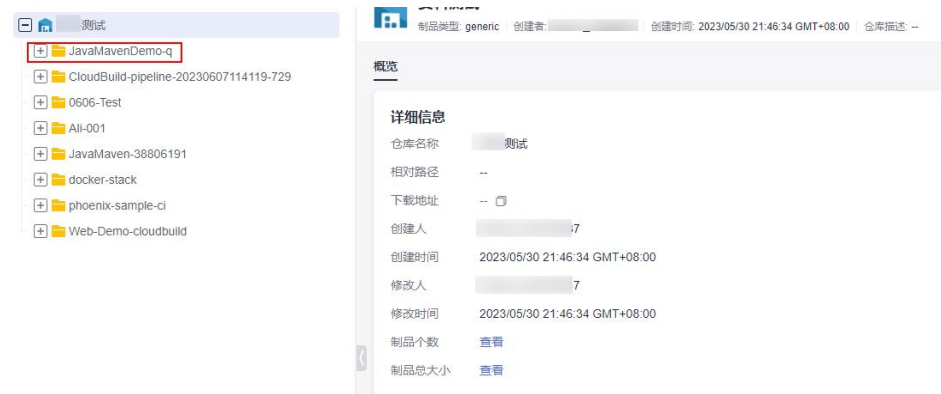 测试
JavaMavenDemo-q
CloudBuild-pipeline-20230607114119-729
0606-Test
Ali-001
JavaMaven-38806191
docker-stack
phoenix-sample-ci
Web-Demo-cloudbuild
制品类型: generic 创建者: _ 创建时间: 2023/05/30 21:46:34 GMT+08:00 仓库描述: --
概览
详细信息
仓库名称 测试
相对路径 --
下载地址 --
创建人 7
创建时间 2023/05/30 21:46:34 GMT+08:00
修改人 7
修改时间 2023/05/30 21:46:34 GMT+08:00
制品个数 查看
制品总大小 查看